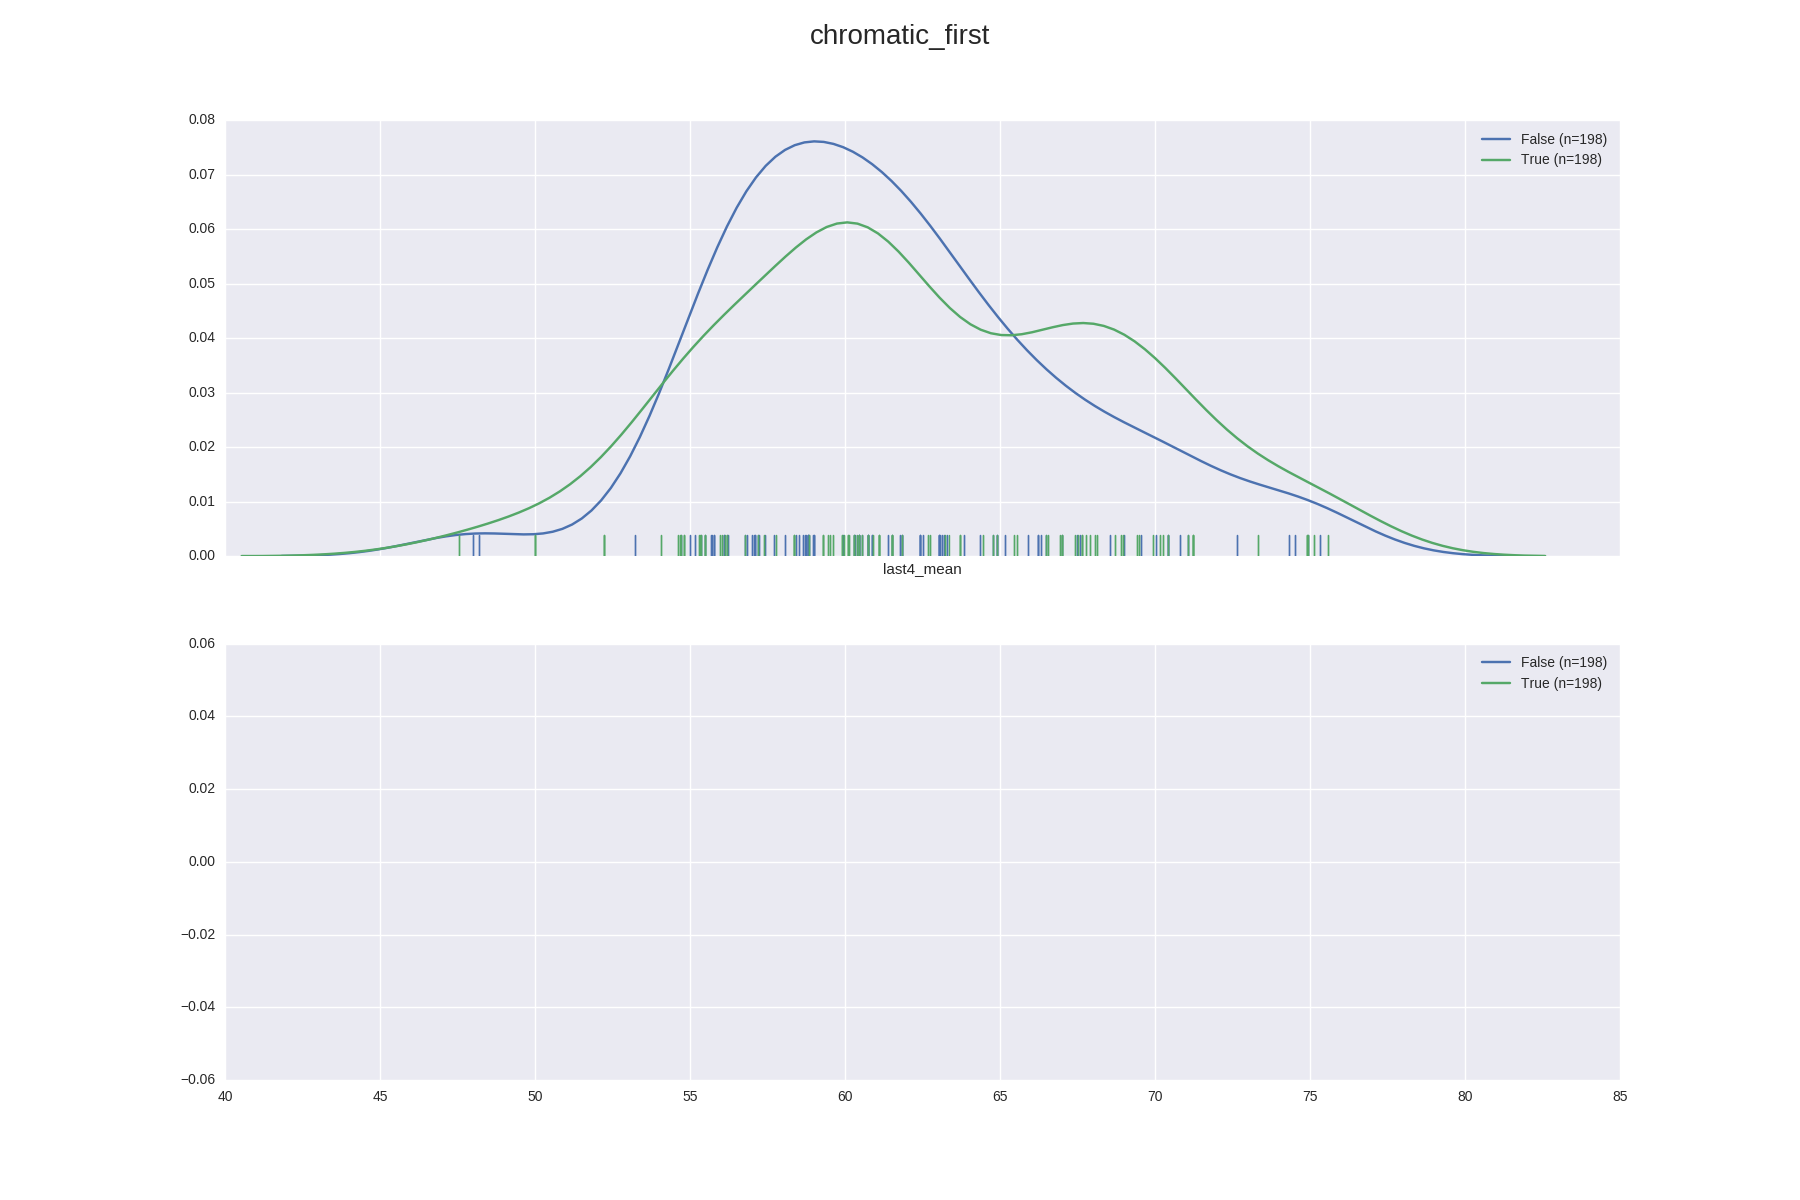 chromatic_first
0.08
False (n=198)
True (n=198)
0.07
0.06
0.05
0.04
0.03
0.02
0.01
0.00
last4_mean
0.06
False (n=198)
True (n=198)
0.04
0.02
0.00
−0.02
−0.04
−0.06
40 45 50 55 60 65 70 75 80 85